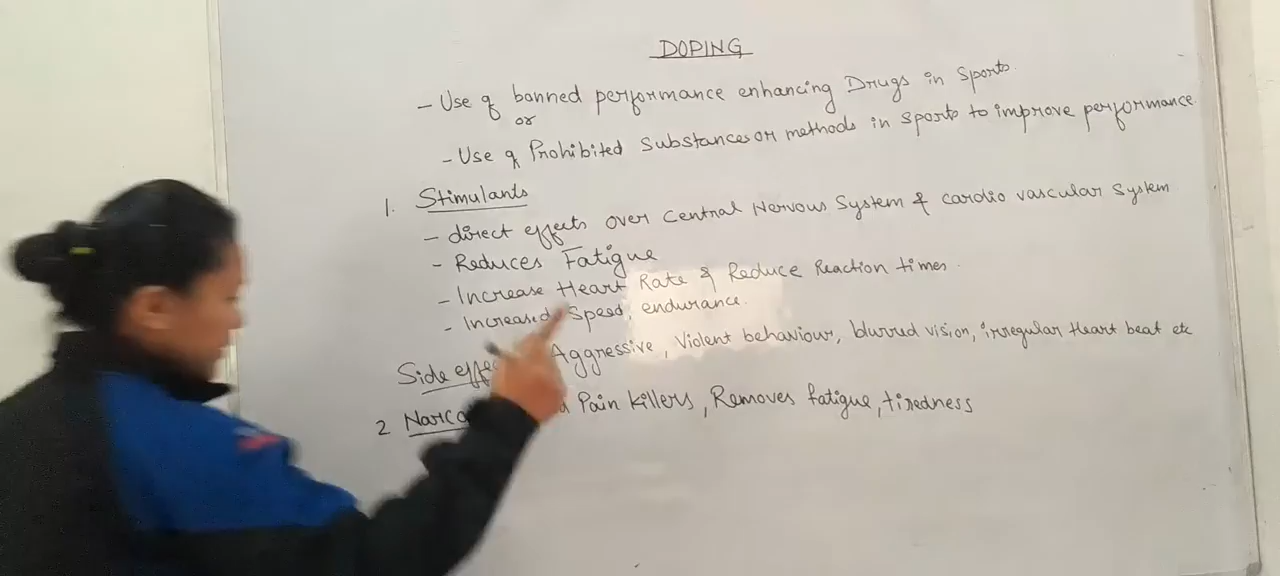 DOPING
- Use of banned performance enhancing Drugs in Sports.
or
- Use of Prohibited Substances or methods in Sports to improve performance.
1. Stimulants
- direct effects over Central Nervous System & cardio vascular System
- Reduces Fatigue
- Increase Heart Rate & Reduce Reaction times.
- Increased Speed, endurance.
Side Aggressive, Violent behaviour, blurred vision, irregular Heart beat etc
2 Pain killers, Removes fatigue, tiredness